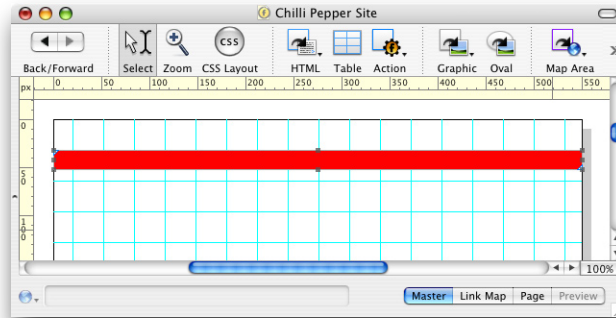 Chilli Pepper Site
css
Back/Forward Select Zoom CSS Layout HTML Table Action Graphic Oval Map Area
px 0 50 100 150 200 250 300 350 400 450 500 550
0
50
100
100%
Master Link Map Page Preview